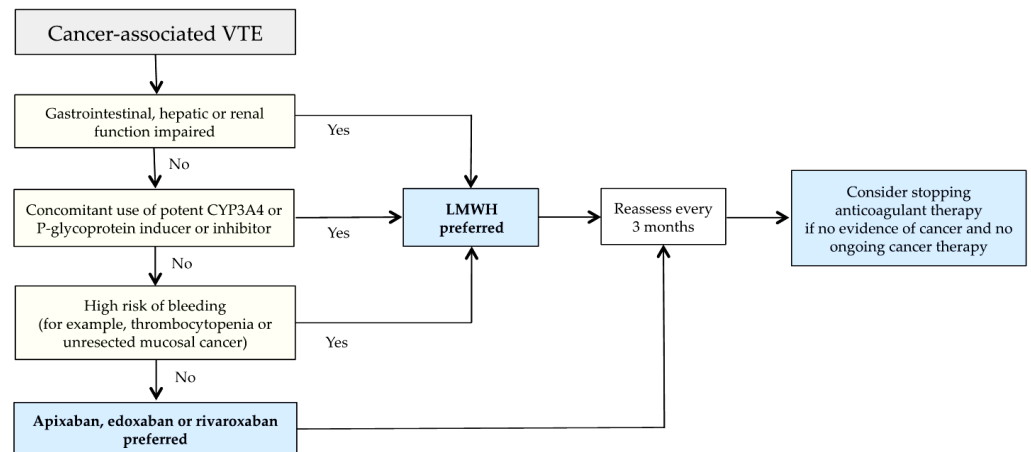 Cancer-associated VTE
Gastrointestinal, hepatic or renal
function impaired
Yes
No
Concomitant use of potent CYP3A4 or
P-glycoprotein inducer or inhibitor
Yes
LMWH
preferred
Reassess every
3 months
Consider stopping
anticoagulant therapy
if no evidence of cancer and no
ongoing cancer therapy
No
High risk of bleeding
(for example, thrombocytopenia or
unresected mucosal cancer)
Yes
No
Apixaban, edoxaban or rivaroxaban
preferred